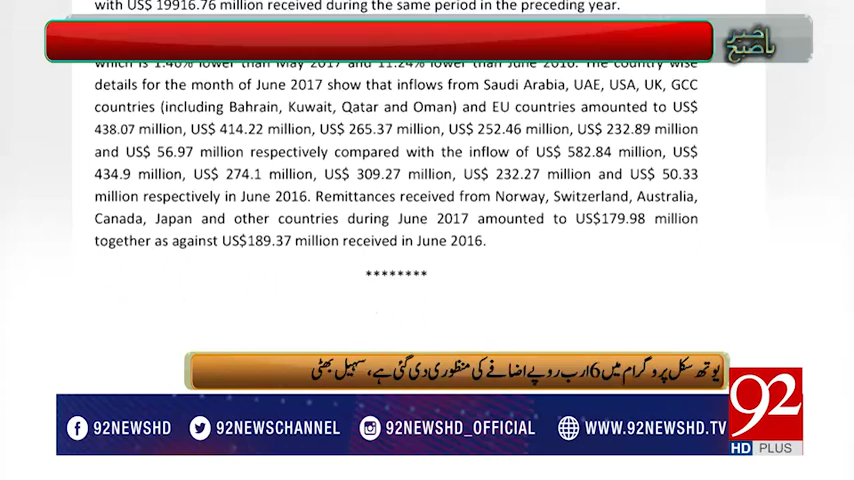 with US$ 19916.76 million received during the same period in the preceding year.
باخبر صبح
which is 1.40% lower than May 2017 and 11.24% lower than June 2016. The country wise
details for the month of June 2017 show that inflows from Saudi Arabia, UAE, USA, UK, GCC
countries (including Bahrain, Kuwait, Qatar and Oman) and EU countries amounted to US$
438.07 million, US$ 414.22 million, US$ 265.37 million, US$ 252.46 million, US$ 232.89 million
and US$ 56.97 million respectively compared with the inflow of US$ 582.84 million, US$
434.9 million, US$ 274.1 million, US$ 309.27 million, US$ 232.27 million and US$ 50.33
million respectively in June 2016. Remittances received from Norway, Switzerland, Australia,
Canada, Japan and other countries during June 2017 amounted to US$179.98 million
together as against US$189.37 million received in June 2016.
********
یوتھ سکل پروگرام میں 6 ارب روپے اضافے کی منظوری دی گئی ہے، سہیل بھٹی
92NEWSHD 92NEWSCHANNEL 92NEWSHD_OFFICIAL WWW.92NEWSHD.TV
92
HD PLUS